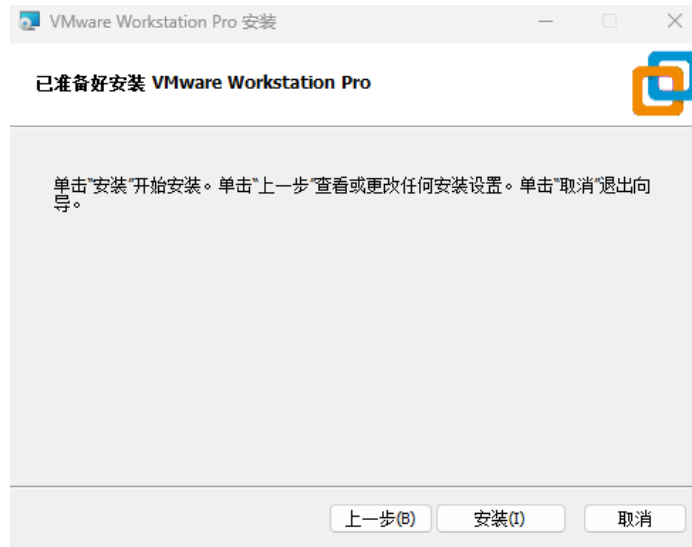 VMware Workstation Pro 安装
已准备好安装 VMware Workstation Pro
单击"安装"开始安装。单击"上一步"查看或更改任何安装设置。单击"取消"退出向
导。
上一步(B) 安装(I) 取消